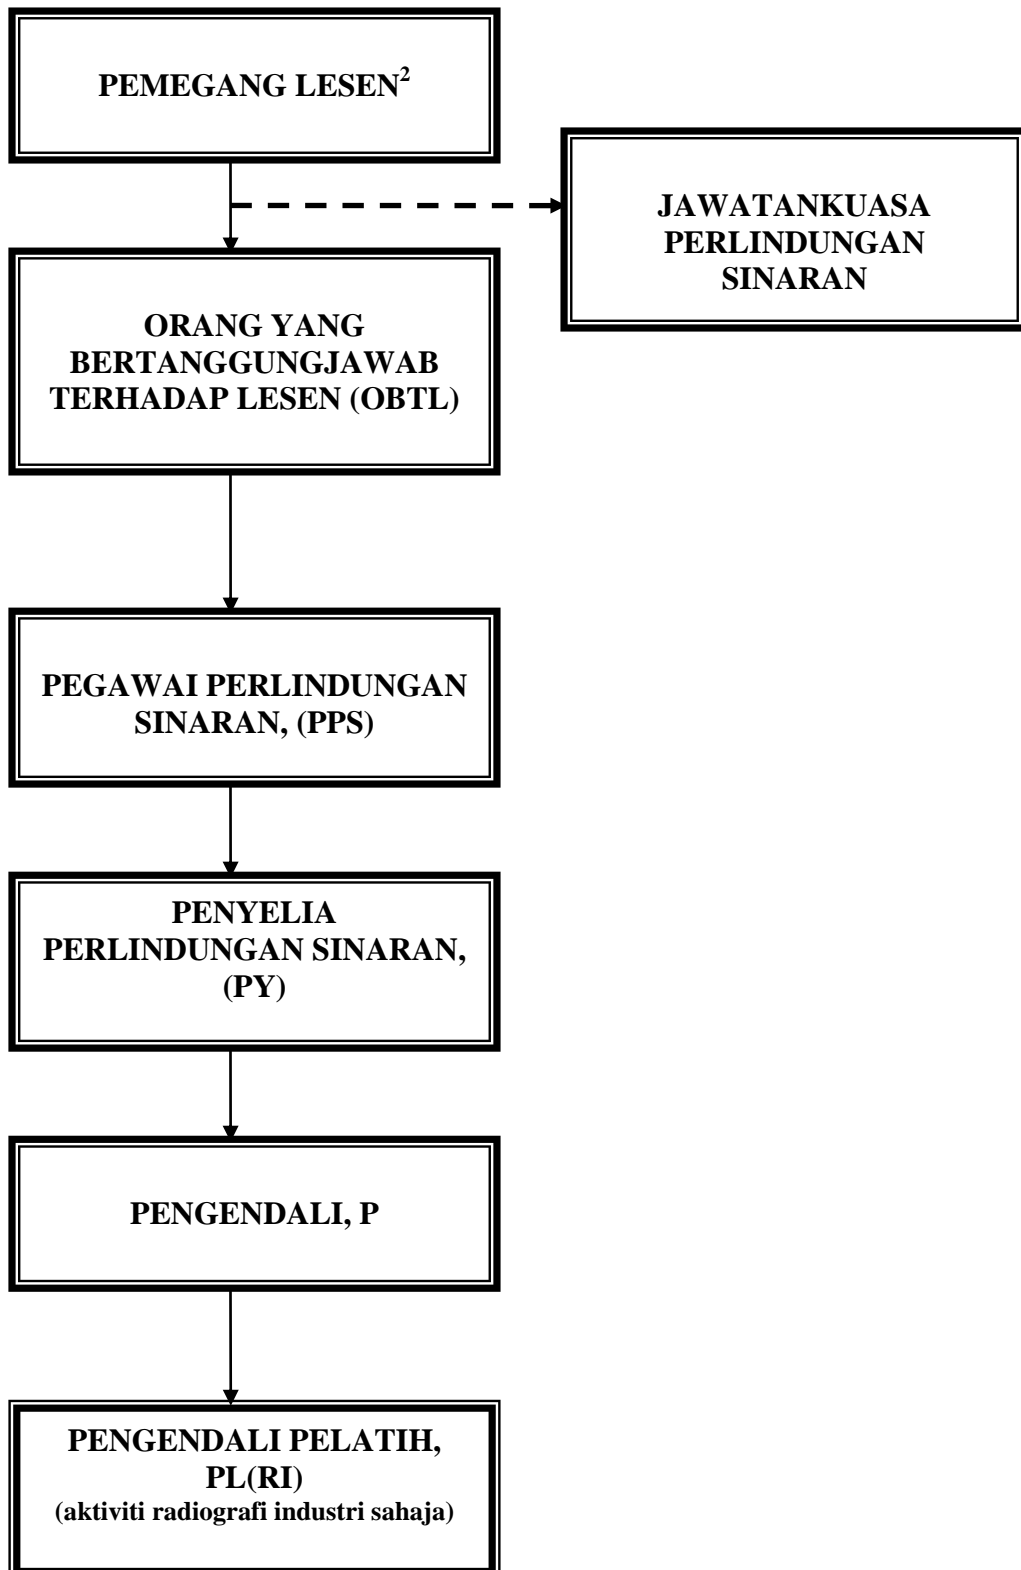 PEMEGANG LESEN²
JAWATANKUASA
PERLINDUNGAN
SINARAN
ORANG YANG
BERTANGGUNGJAWAB
TERHADAP LESEN (OBTL)
PEGAWAI PERLINDUNGAN
SINARAN, (PPS)
PENYELIA
PERLINDUNGAN SINARAN,
(PY)
PENGENDALI, P
PENGENDALI PELATIH,
PL(RI)
(aktiviti radiografi industri sahaja)